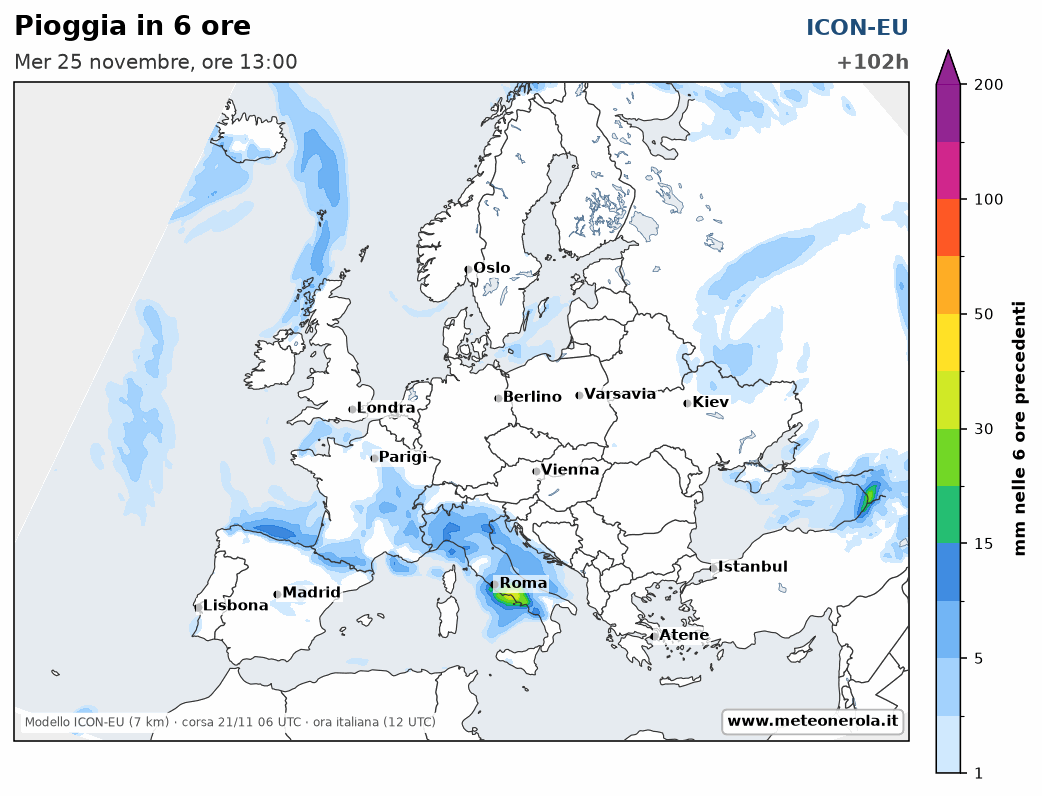 Pioggia in 6 ore
ICON-EU
Mer 25 novembre, ore 13:00
+102h
200
100
50
30
15
5
1
mm nelle 6 ore precedenti
Oslo
Berlino
Varsavia
Kiev
Londra
Parigi
Vienna
Istanbul
Roma
Madrid
Lisbona
Atene
Modello ICON-EU (7 km) · corsa 21/11 06 UTC · ora italiana (12 UTC)
www.meteonerola.it